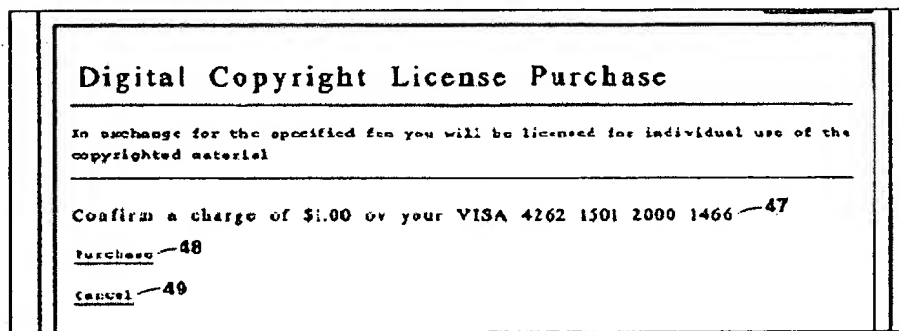 Digital Copyright License Purchase
In exchange for the specified fee you will be licensed for individual use of the
copyrighted material
Confirm a charge of $1.00 ov your VISA 4262 1501 2000 1466 47
Purchase 48
Cancel 49